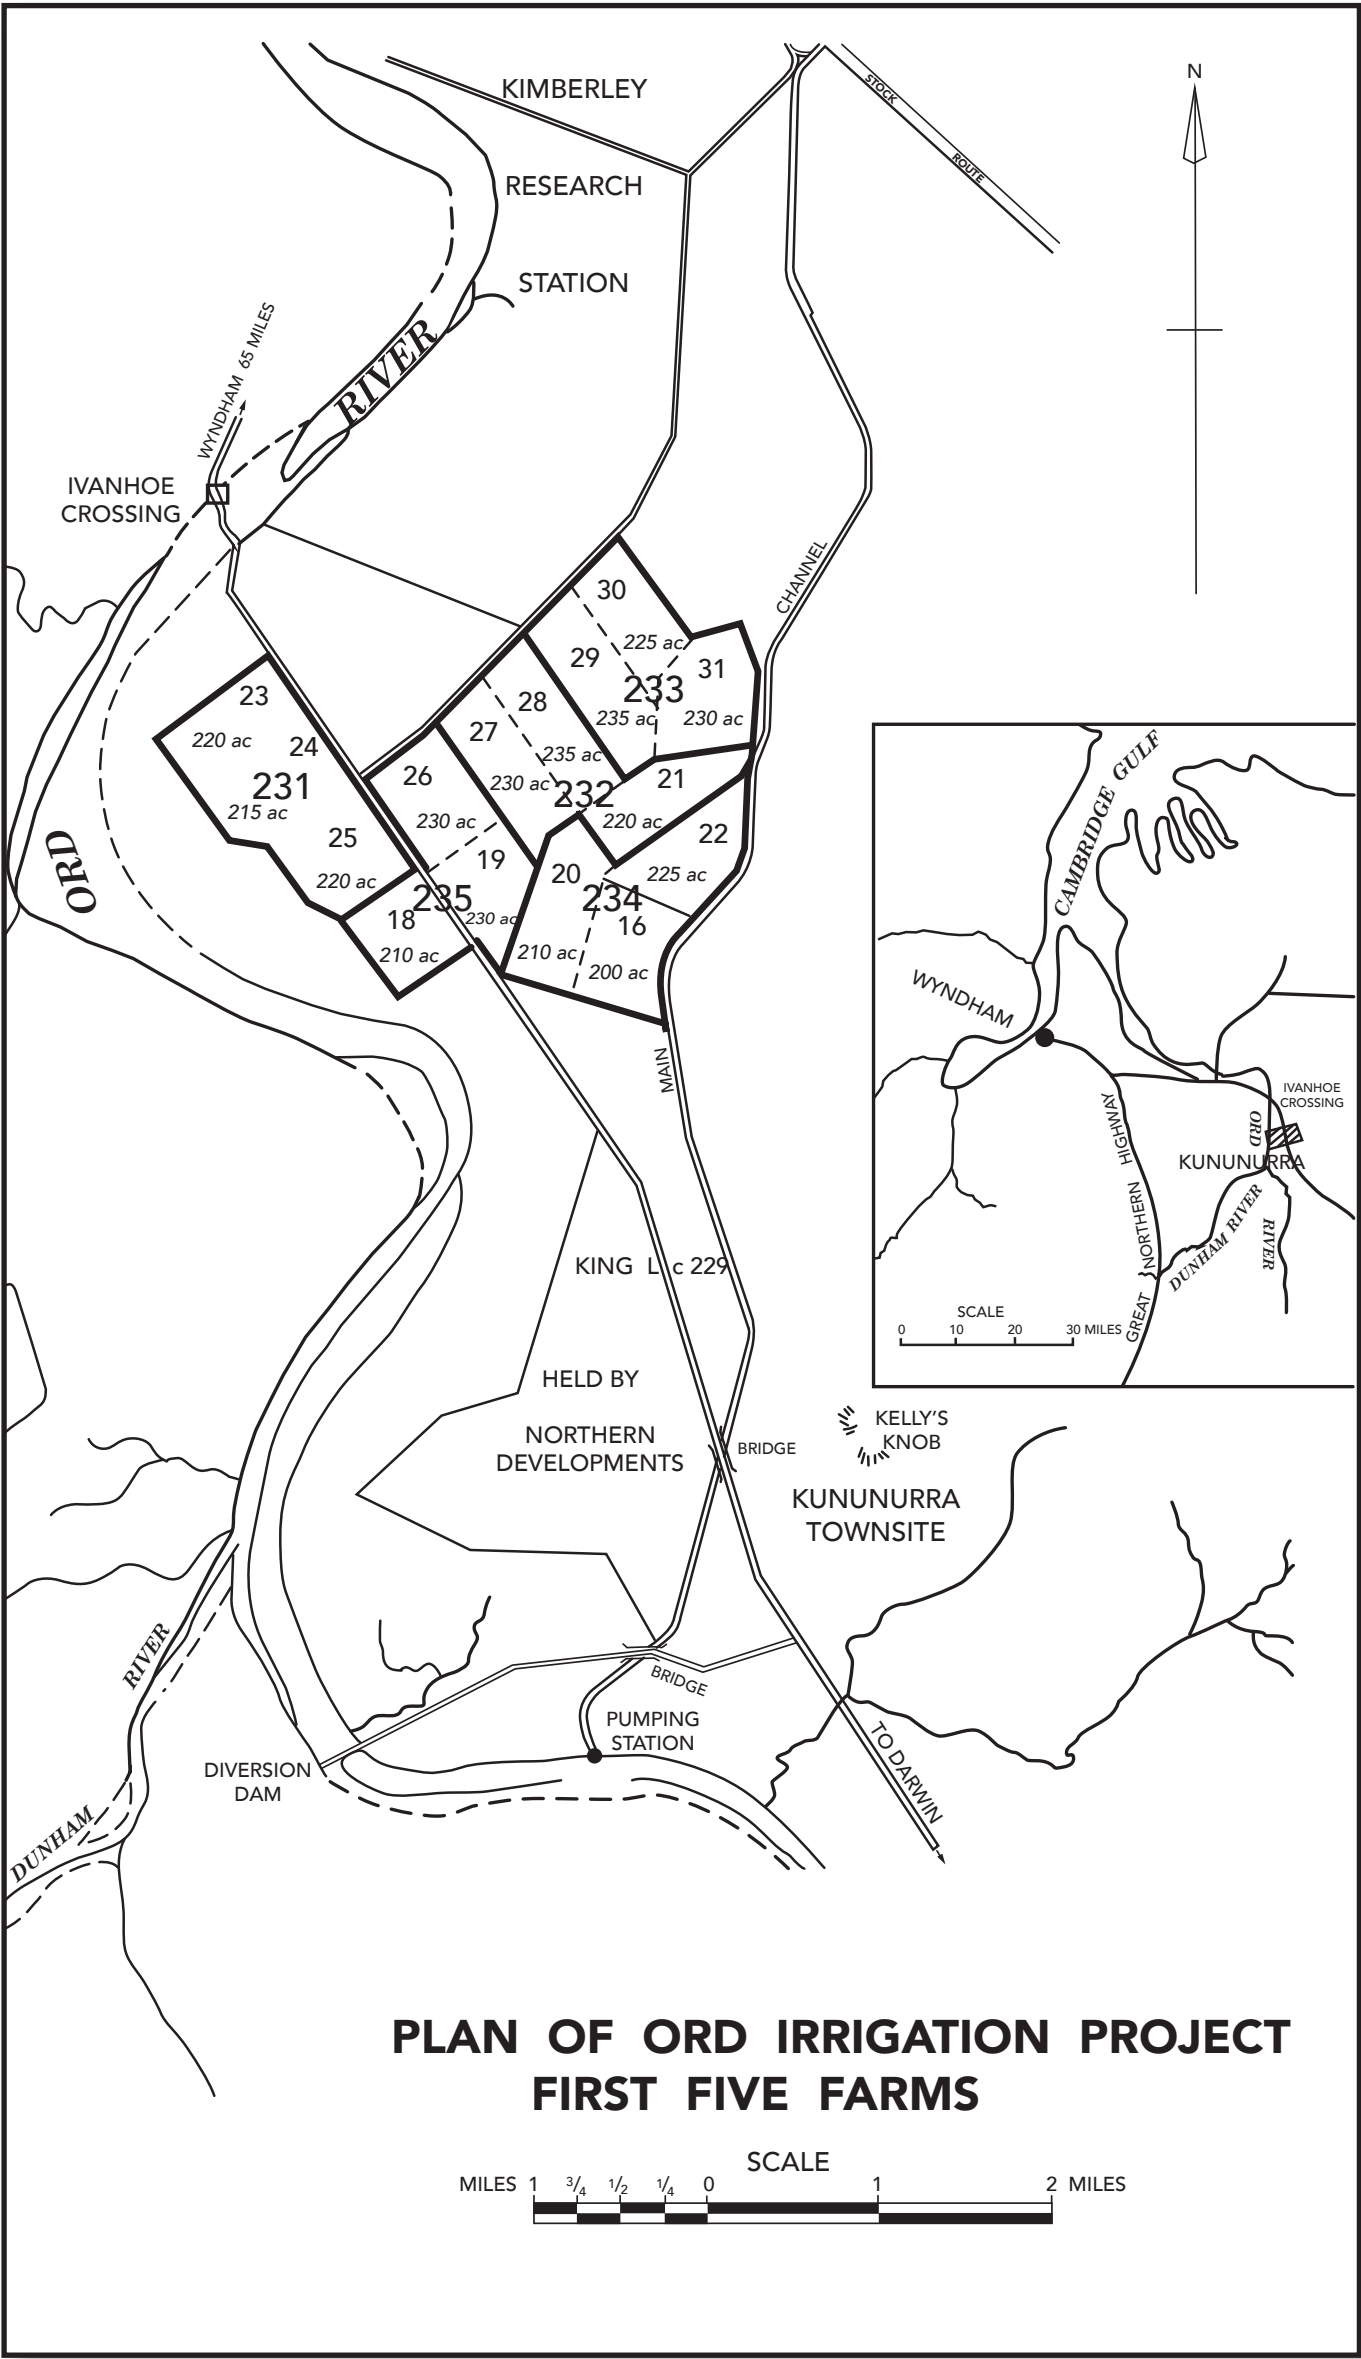 KIMBERLEY
RESEARCH
STATION
STOCK
ROUTE
N
RIVER
WYNDHAM 65 MILES
IVANHOE
CROSSING
CHANNEL
30
225 ac
29
31
233
235 ac
230 ac
23
220 ac
24
231
215 ac
25
220 ac
28
27
235 ac
230 ac
232
21
220 ac
26
230 ac
19
235
230 ac
18
210 ac
22
225 ac
20
234
16
210 ac
200 ac
ORD
MAIN
KING L c 229
HELD BY
NORTHERN
DEVELOPMENTS
BRIDGE
KELLY'S
KNOB
KUNUNURRA
TOWNSITE
RIVER
BRIDGE
PUMPING
STATION
DIVERSION
DAM
TO DARWIN
DUNHAM
CAMBRIDGE GULF
WYNDHAM
IVANHOE
CROSSING
ORD
KUNUNURRA
RIVER
DUNHAM RIVER
GREAT NORTHERN HIGHWAY
SCALE
0 10 20 30 MILES
PLAN OF ORD IRRIGATION PROJECT
FIRST FIVE FARMS
SCALE
MILES 1 3/4 1/2 1/4 0 1 2 MILES